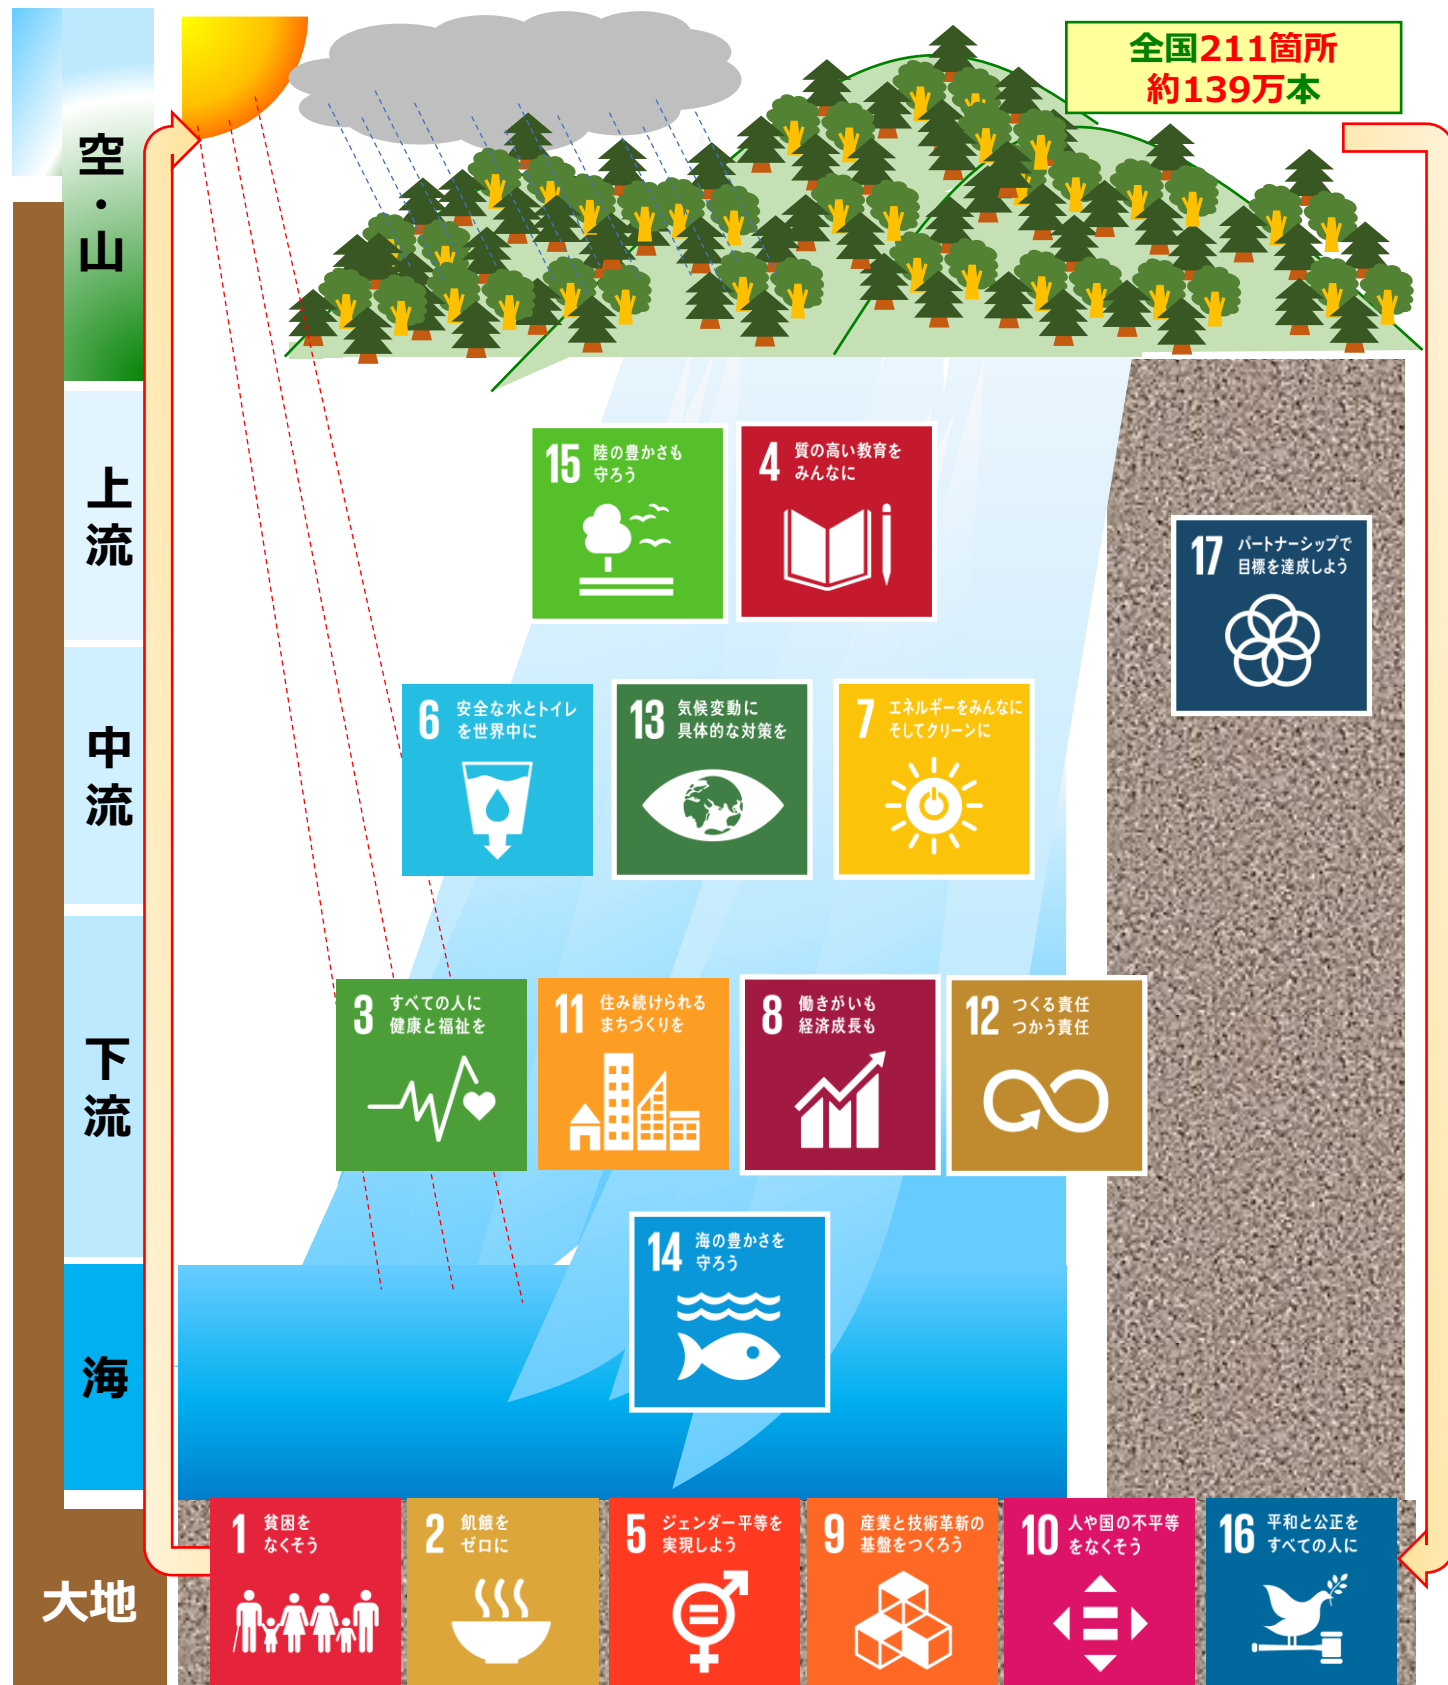 全国211箇所
約139万本
空・山
上流
15 陸の豊かさも
守ろう
4 質の高い教育を
みんなに
17 パートナーシップで
目標を達成しよう
中流
6 安全な水とトイレ
を世界中に
13 気候変動に
具体的な対策を
7 エネルギーをみんなに
そしてクリーンに
下流
3 すべての人に
健康と福祉を
11 住み続けられる
まちづくりを
8 働きがいも
経済成長も
12 つくる責任
つかう責任
海
14 海の豊かさを
守ろう
大地
1 貧困を
なくそう
2 飢餓を
ゼロに
5 ジェンダー平等を
実現しよう
9 産業と技術革新の
基盤をつくろう
10 人や国の不平等
をなくそう
16 平和と公正を
すべての人に